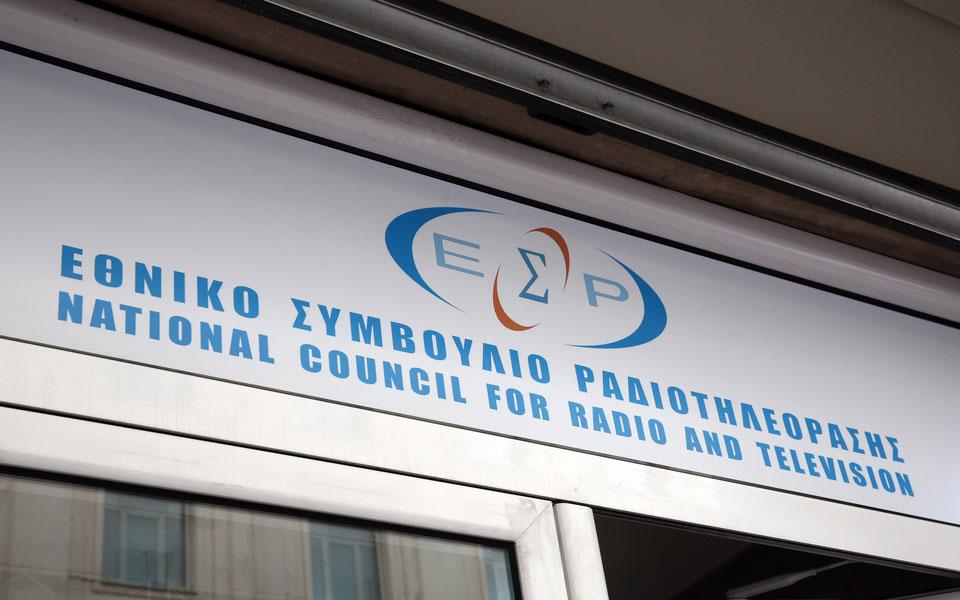 ΕΣΡ
ΕΘΝΙΚΟ ΣΥΜΒΟΥΛΙΟ ΡΑΔΙΟΤΗΛΕΟΡΑΣΗΣ
NATIONAL COUNCIL FOR RADIO AND TELEVISION